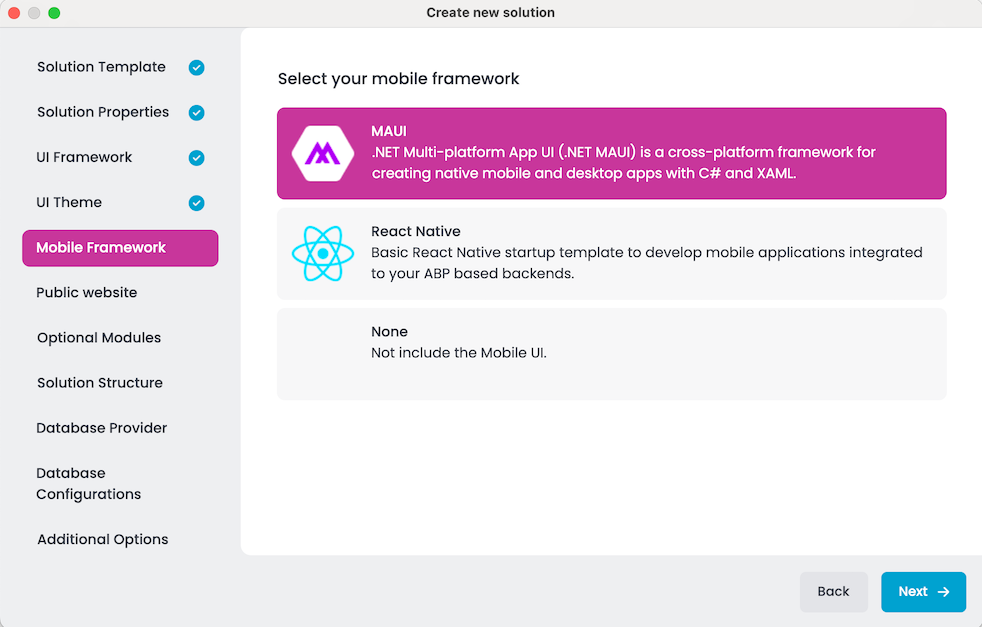 Create new solution
Solution Template
Solution Properties
UI Framework
UI Theme
Mobile Framework
Public website
Optional Modules
Solution Structure
Database Provider
Database
Configurations
Additional Options
Select your mobile framework
MAUI
.NET Multi-platform App UI (.NET MAUI) is a cross-platform framework for
creating native mobile and desktop apps with C# and XAML.
React Native
Basic React Native startup template to develop mobile applications integrated
to your ABP based backends.
None
Not include the Mobile UI.
Back
Next →